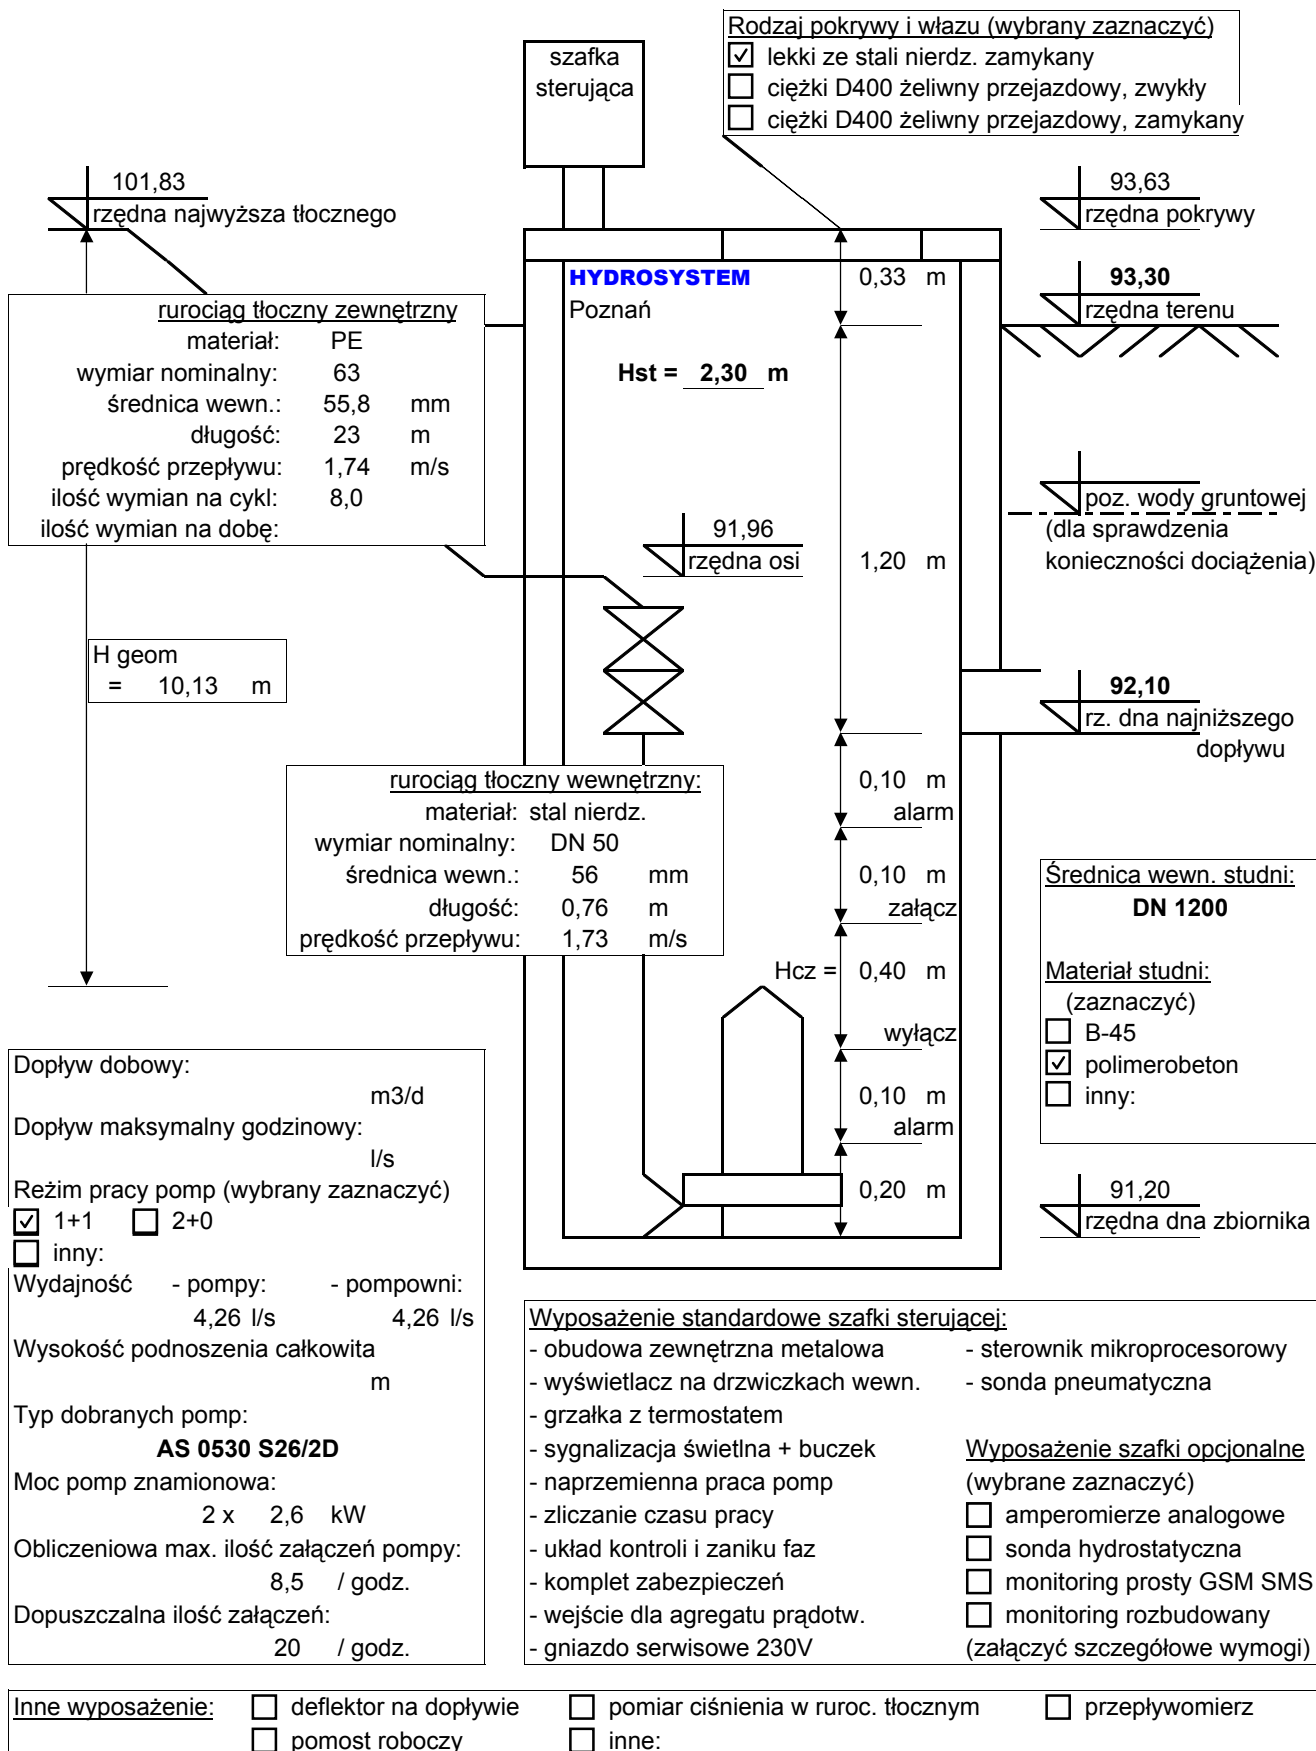 Rodzaj pokrywy i włazu (wybrany zaznaczyć)
lekki ze stali nierdz. zamykany
ciężki D400 żeliwny przejazdowy, zwykły
ciężki D400 żeliwny przejazdowy, zamykany
szafka
sterująca
101,83
rzędna najwyższa tłocznego
93,63
rzędna pokrywy
HYDROSYSTEM
Poznań
0,33 m
93,30
rzędna terenu
rurociąg tłoczny zewnętrzny
materiał: PE
wymiar nominalny: 63
średnica wewn.: 55,8 mm
długość: 23 m
prędkość przepływu: 1,74 m/s
ilość wymian na cykl: 8,0
ilość wymian na dobę:
Hst = 2,30 m
poz. wody gruntowej
(dla sprawdzenia
konieczności dociążenia)
91,96
rzędna osi
1,20 m
H geom
= 10,13 m
92,10
rz. dna najniższego
dopływu
rurociąg tłoczny wewnętrzny:
materiał: stal nierdz.
wymiar nominalny: DN 50
średnica wewn.: 56 mm
długość: 0,76 m
prędkość przepływu: 1,73 m/s
0,10 m
alarm
0,10 m
załącz
Hcz = 0,40 m
wyłącz
0,10 m
alarm
0,20 m
Średnica wewn. studni:
DN 1200
Materiał studni:
(zaznaczyć)
B-45
polimerobeton
inny:
91,20
rzędna dna zbiornika
Dopływ dobowy:
m3/d
Dopływ maksymalny godzinowy:
l/s
Reżim pracy pomp (wybrany zaznaczyć)
1+1 2+0
inny:
Wydajność - pompy: - pompowni:
4,26 l/s 4,26 l/s
Wysokość podnoszenia całkowita
m
Typ dobranych pomp:
AS 0530 S26/2D
Moc pomp znamionowa:
2 x 2,6 kW
Obliczeniowa max. ilość załączeń pompy:
8,5 / godz.
Dopuszczalna ilość załączeń:
20 / godz.
Wyposażenie standardowe szafki sterującej:
- obudowa zewnętrzna metalowa
- wyświetlacz na drzwiczkach wewn.
- grzałka z termostatem
- sygnalizacja świetlna + buczek
- naprzemienna praca pomp
- zliczanie czasu pracy
- układ kontroli i zaniku faz
- komplet zabezpieczeń
- wejście dla agregatu prądotw.
- gniazdo serwisowe 230V
- sterownik mikroprocesorowy
- sonda pneumatyczna
Wyposażenie szafki opcjonalne
(wybrane zaznaczyć)
amperomierze analogowe
sonda hydrostatyczna
monitoring prosty GSM SMS
monitoring rozbudowany
(załączyć szczegółowe wymogi)
Inne wyposażenie: deflektor na dopływie pomiar ciśnienia w ruroc. tłocznym przepływomierz
pomost roboczy inne: